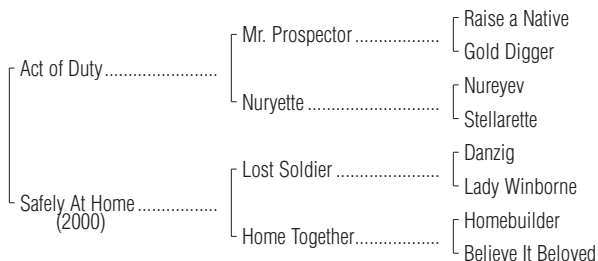 Raise a Native
Mr. Prospector ....................
Gold Digger
Act of Duty ...........................
Nureyev
Nuryette ...............................
Stellarette
Danzig
Lost Soldier .........................
Lady Winborne
Safely At Home ...................
(2000)
Homebuilder
Home Together ....................
Believe It Beloved